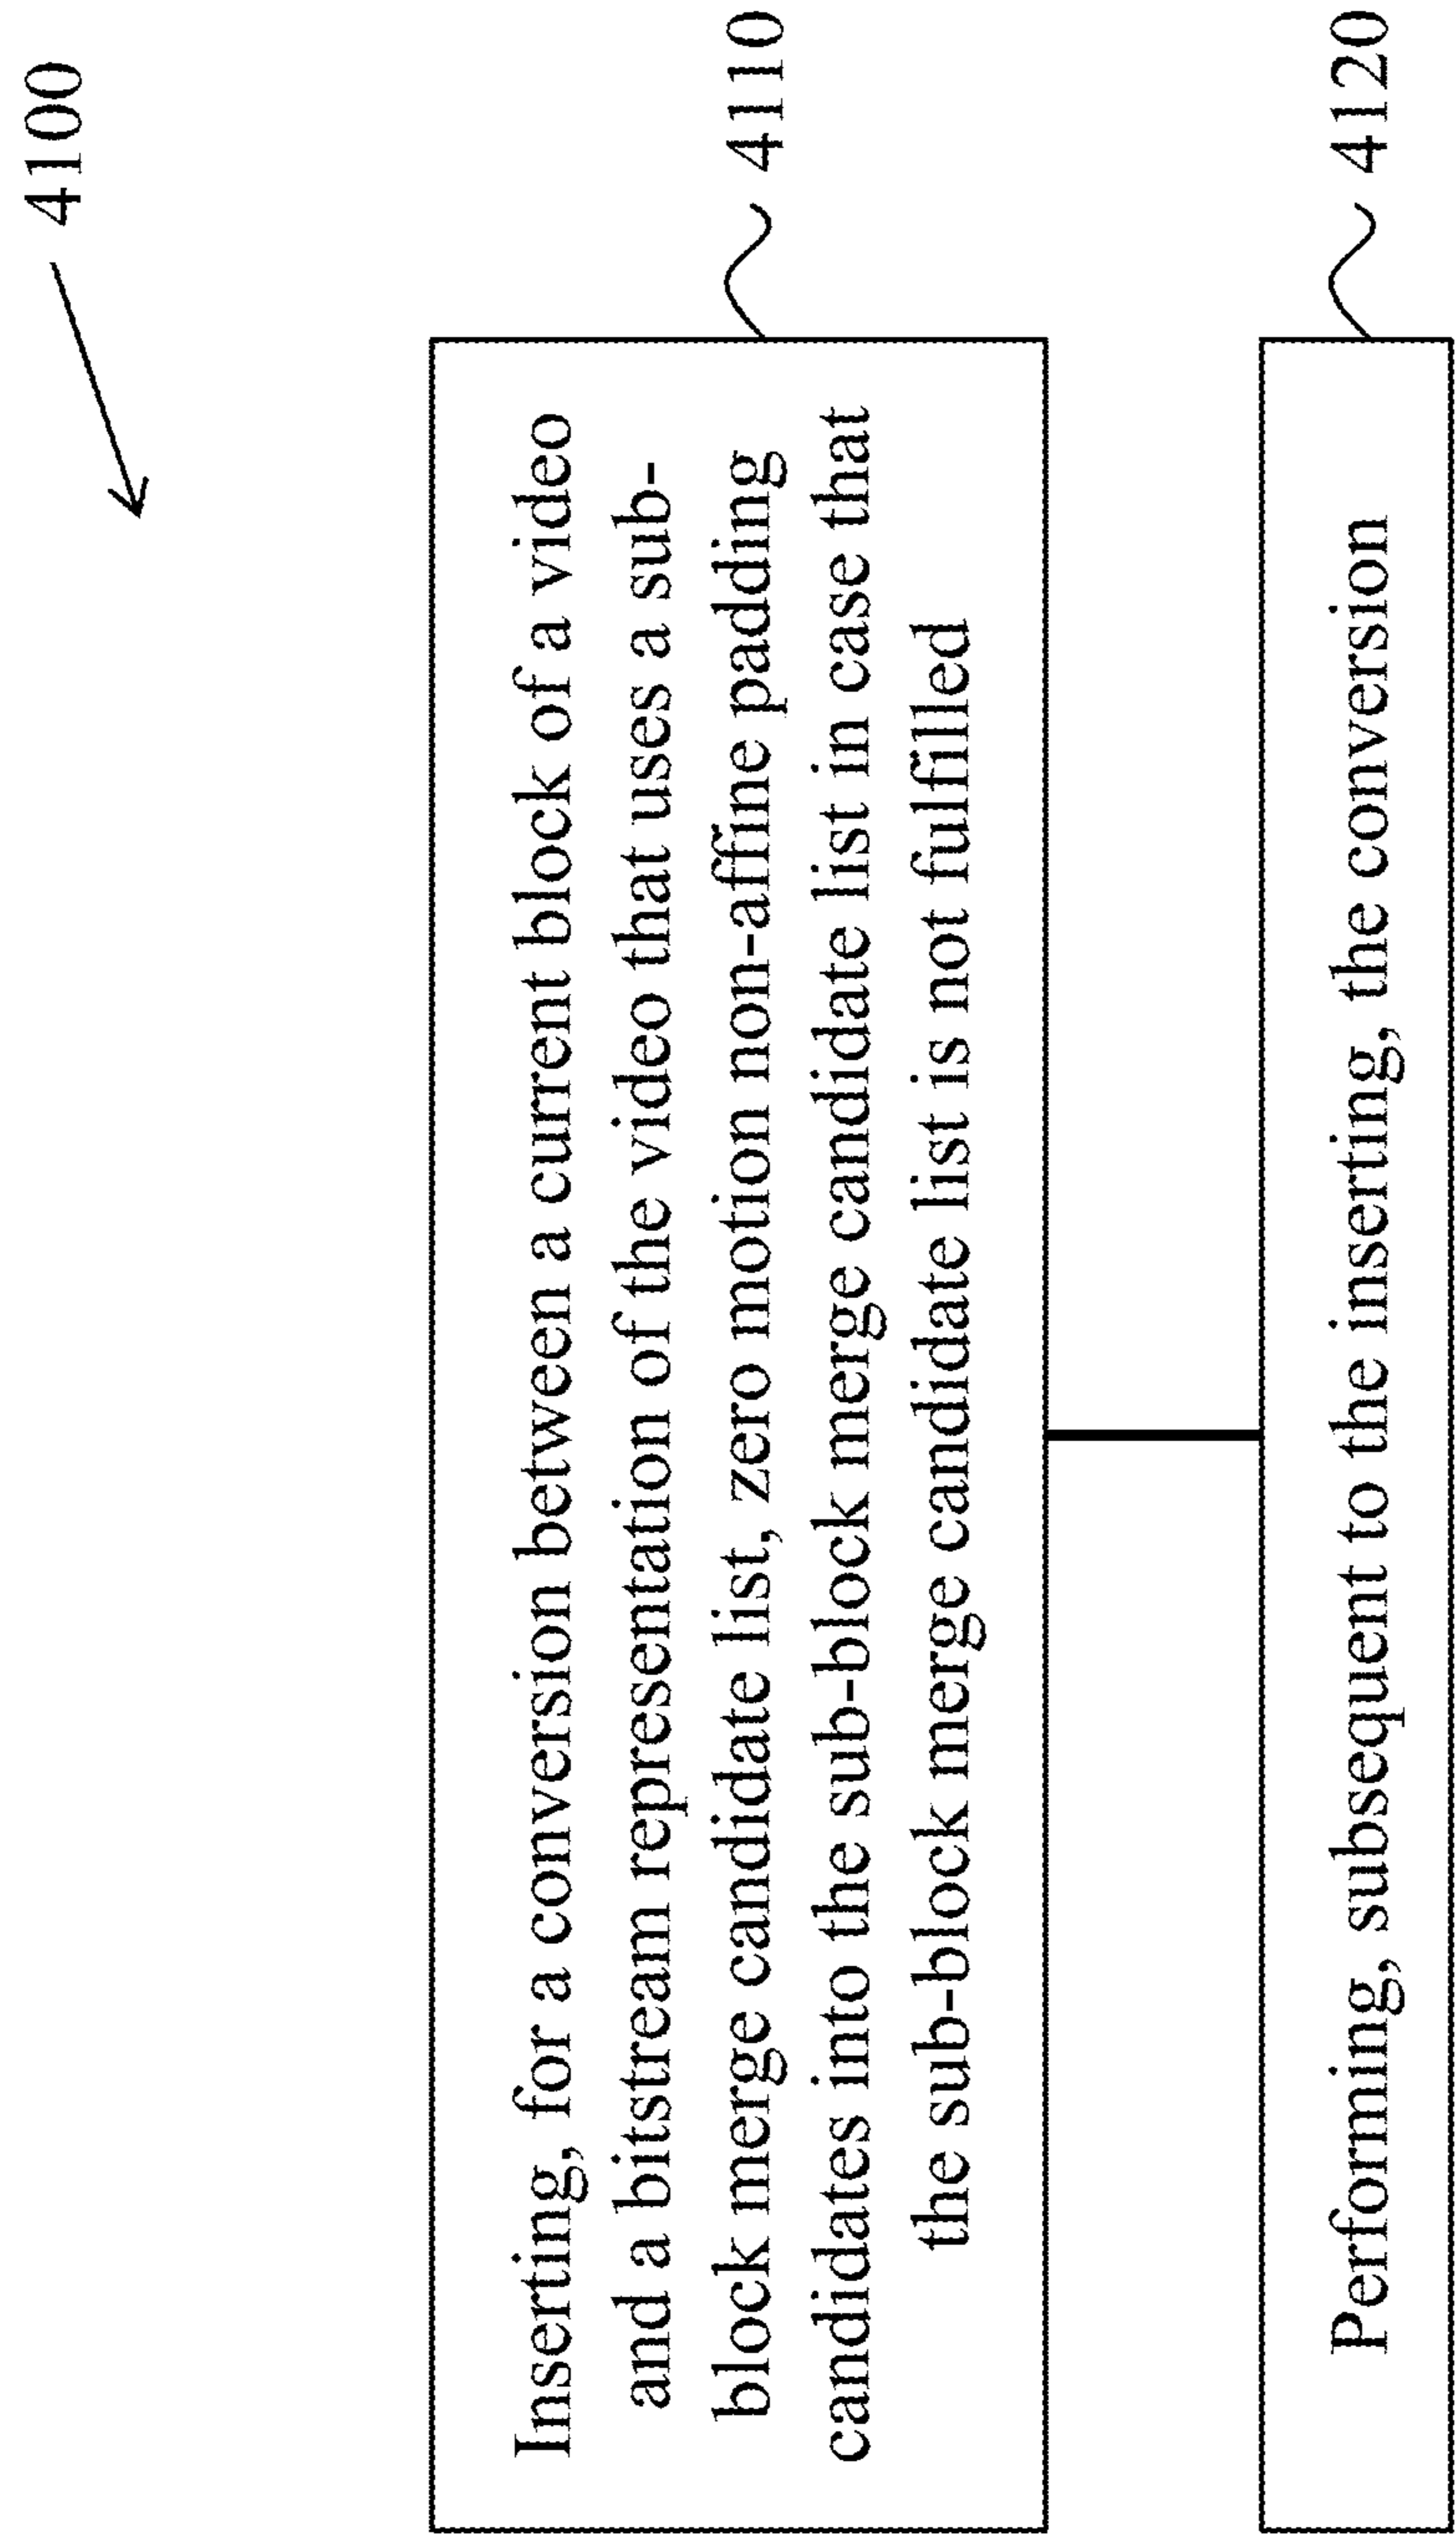 4100
Inserting, for a conversion between a current block of a video
and a bitstream representation of the video that uses a sub-
block merge candidate list, zero motion non-affine padding
candidates into the sub-block merge candidate list in case that
the sub-block merge candidate list is not fulfilled
4110
Performing, subsequent to the inserting, the conversion
4120